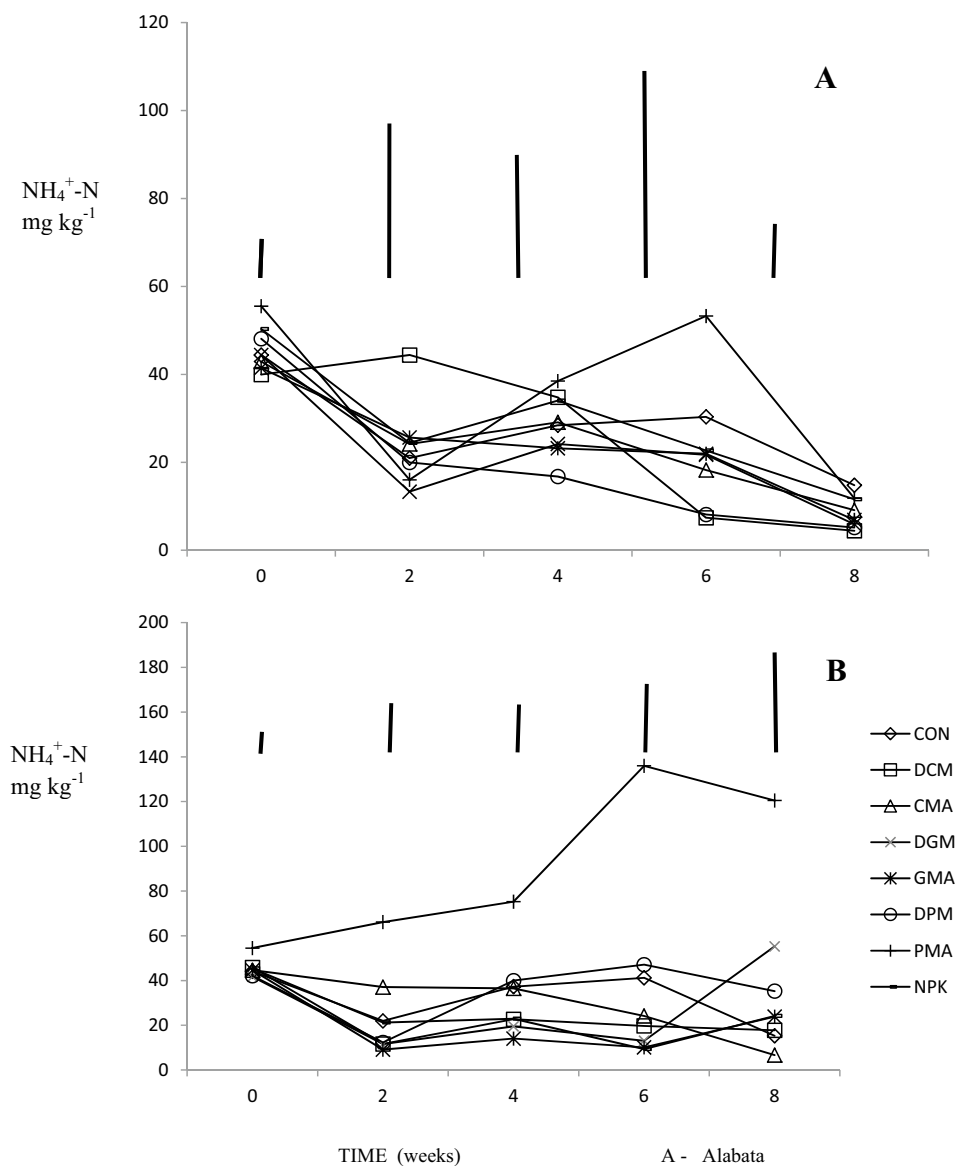 120
A
100
NH₄⁺-N
mg kg⁻¹
80
60
40
20
0
0 2 4 6 8
200
180
B
160
NH₄⁺-N
mg kg⁻¹
140
120
100
80
60
40
20
0
0 2 4 6 8
CON
DCM
CMA
DGM
GMA
DPM
PMA
NPK
TIME (weeks) A - Alabata